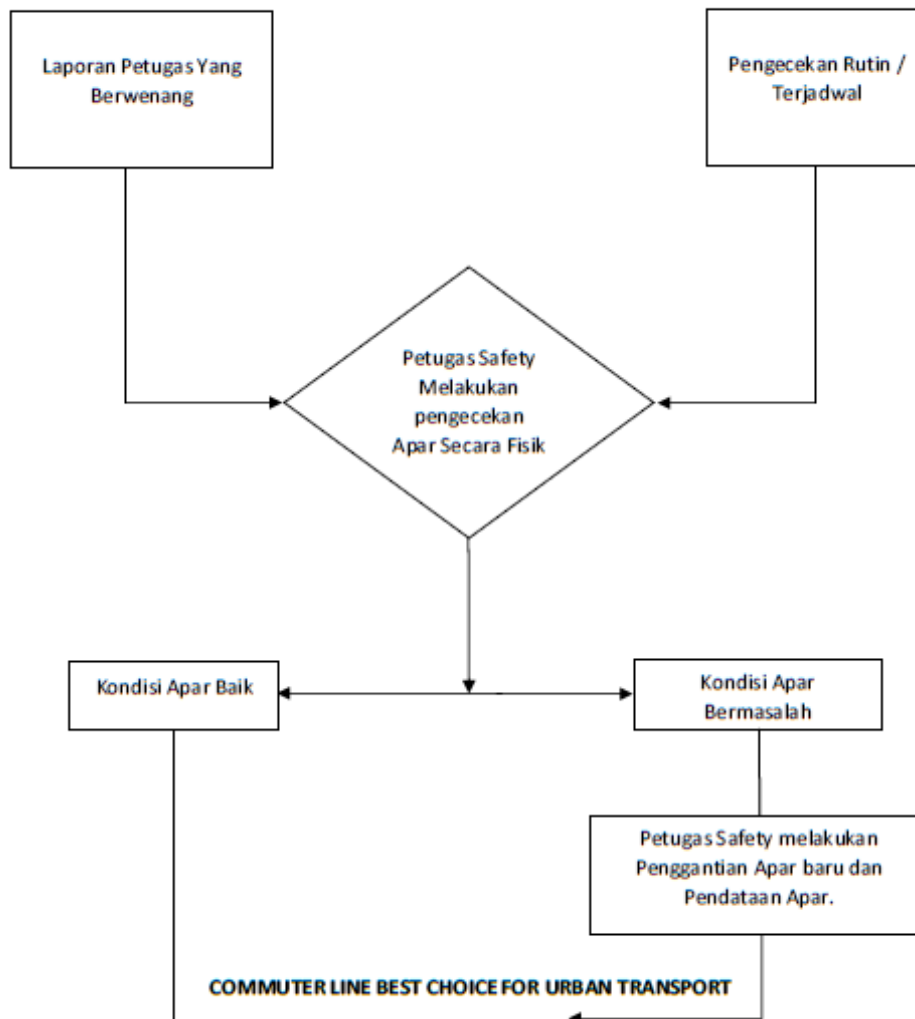 Laporan Petugas Yang
Berwenang
Pengecekan Rutin /
Terjadwal
Petugas Safety
Melakukan
pengecekan
Apar Secara Fisik
Kondisi Apar Baik
Kondisi Apar
Bermasalah
Petugas Safety melakukan
Penggantian Apar baru dan
Pendataan Apar.
COMMUTER LINE BEST CHOICE FOR URBAN TRANSPORT